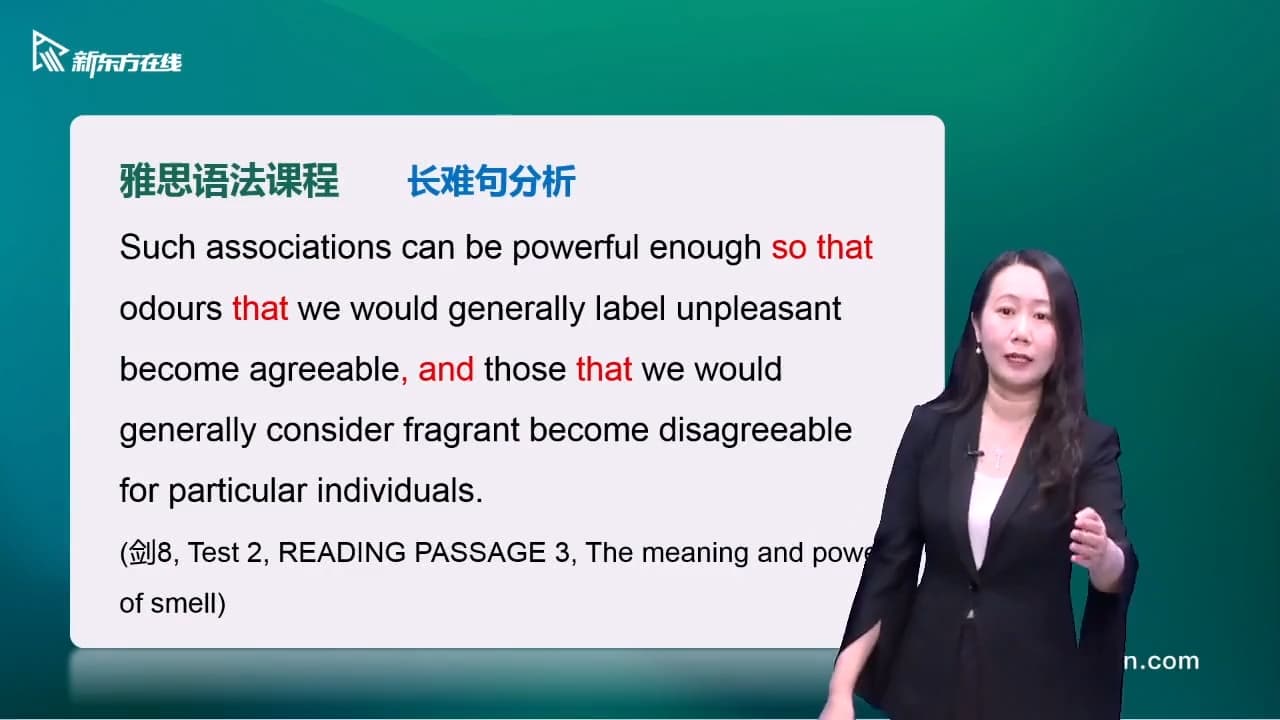 新东方在线
雅思语法课程 长难句分析
Such associations can be powerful enough so that
odours that we would generally label unpleasant
become agreeable, and those that we would
generally consider fragrant become disagreeable
for particular individuals.
(剑8, Test 2, READING PASSAGE 3, The meaning and
of smell)
n.com